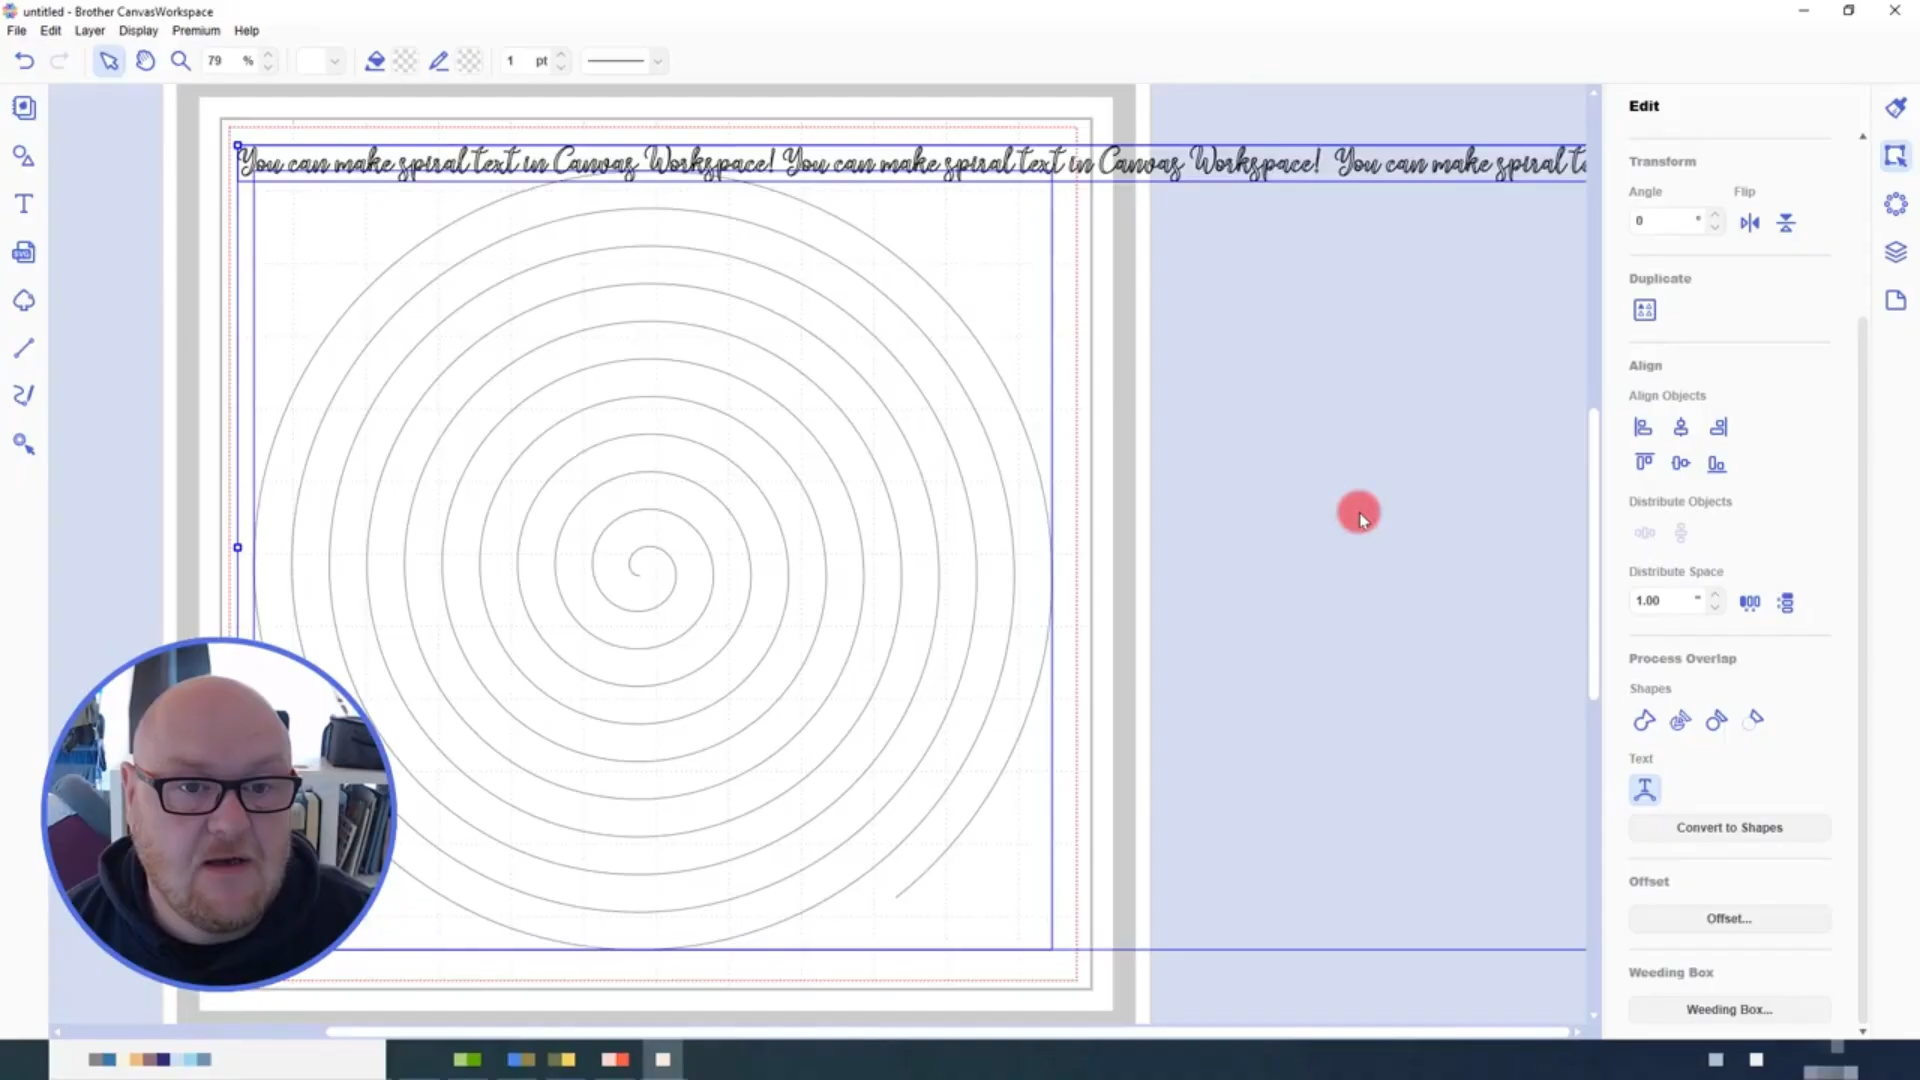 untitled - Brother CanvasWorkspace
File Edit Layer Display Premium Help
79 % 1 pt
Edit
You can make spiral text in Canvas Workspace! You can make spiral text in Canvas Workspace! You can make spiral
Transform
Angle Flip
0 °
Duplicate
Align
Align Objects
Distribute Objects
Distribute Space
1.00 "
Process Overlap
Shapes
Text
Convert to Shapes
Offset
Offset...
Weeding Box
Weeding Box...